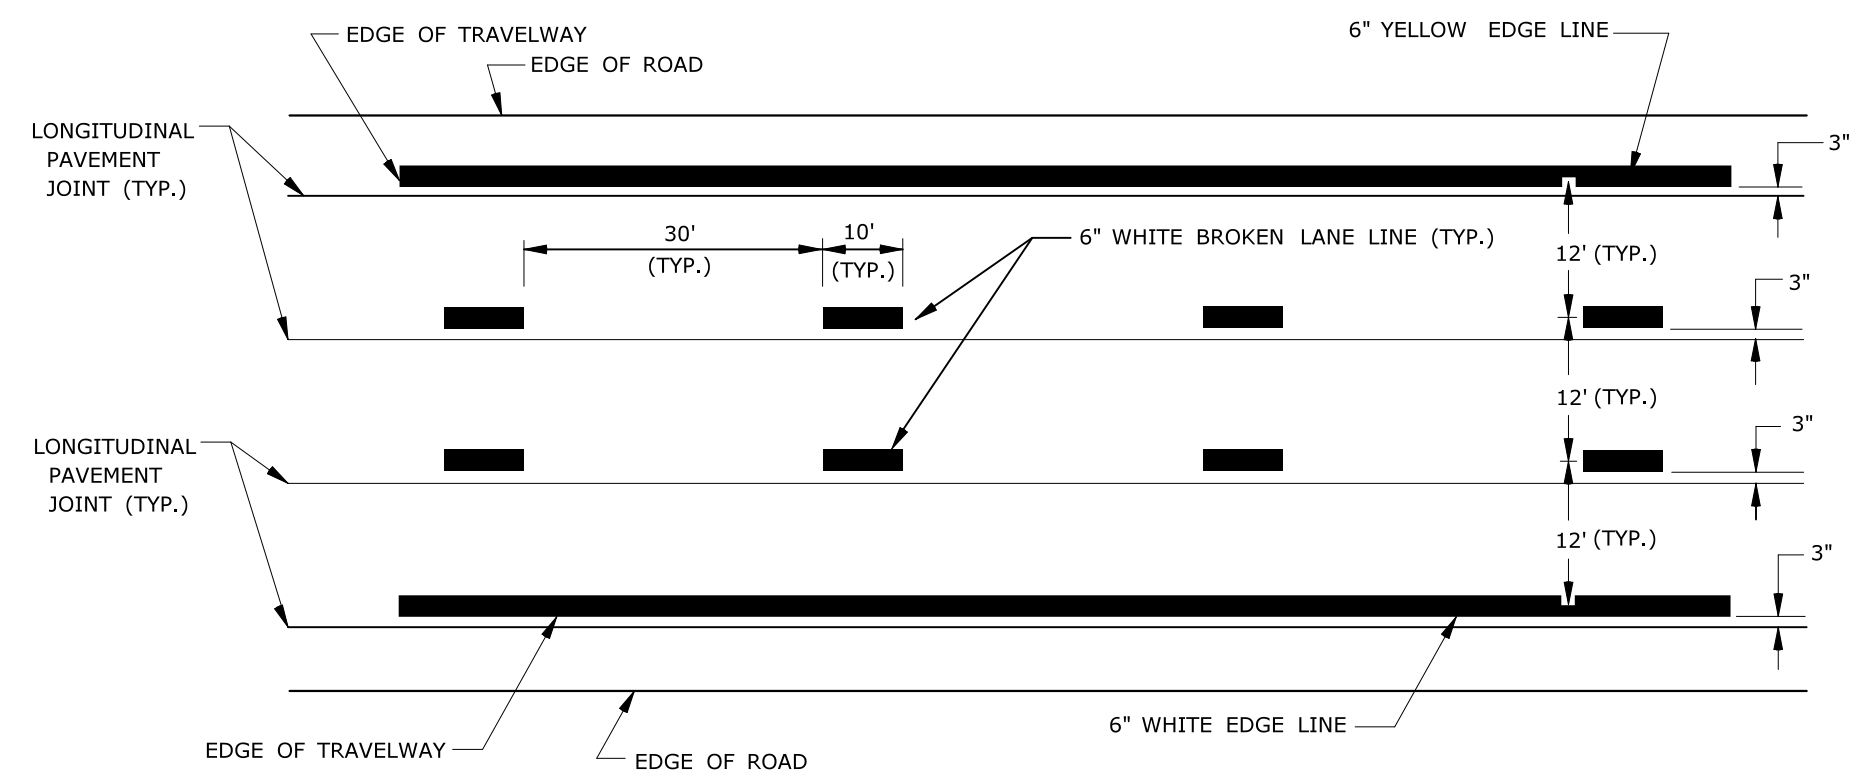 EDGE OF TRAVELWAY
6" YELLOW EDGE LINE
EDGE OF ROAD
LONGITUDINAL
PAVEMENT
JOINT (TYP.)
3"
30'
(TYP.)
10'
(TYP.)
6" WHITE BROKEN LANE LINE (TYP.)
12' (TYP.)
3"
12' (TYP.)
3"
LONGITUDINAL
PAVEMENT
JOINT (TYP.)
12' (TYP.)
3"
6" WHITE EDGE LINE
EDGE OF TRAVELWAY
EDGE OF ROAD